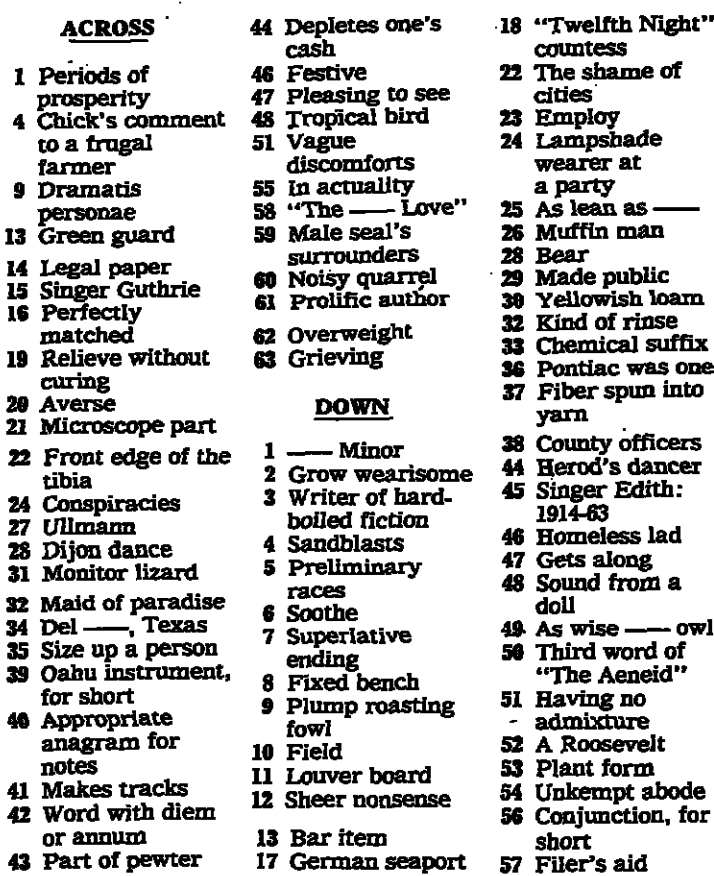 ACROSS
1 Periods of
prosperity
4 Chick's comment
to a frugal
farmer
9 Dramatis
personae
13 Green guard
14 Legal paper
15 Singer Guthrie
16 Perfectly
matched
19 Relieve without
curing
20 Averse
21 Microscope part
22 Front edge of the
tibia
24 Conspiracies
27 Ullmann
28 Dijon dance
31 Monitor lizard
32 Maid of paradise
34 Del —, Texas
35 Size up a person
39 Oahu instrument,
for short
40 Appropriate
anagram for
notes
41 Makes tracks
42 Word with diem
or annum
43 Part of pewter
44 Depletes one's
cash
46 Festive
47 Pleasing to see
48 Tropical bird
51 Vague
discomforts
55 In actuality
58 "The — Love"
59 Male seal's
surrounders
60 Noisy quarrel
61 Prolific author
62 Overweight
63 Grieving
DOWN
1 — Minor
2 Grow wearisome
3 Writer of hard-
boiled fiction
4 Sandblasts
5 Preliminary
races
6 Soothe
7 Superlative
ending
8 Fixed bench
9 Plump roasting
fowl
10 Field
11 Louver board
12 Sheer nonsense
13 Bar item
17 German seaport
18 "Twelfth Night"
countess
22 The shame of
cities
23 Employ
24 Lampshade
wearer at
a party
25 As lean as —
26 Muffin man
28 Bear
29 Made public
30 Yellowish loam
32 Kind of rinse
33 Chemical suffix
36 Pontiac was one
37 Fiber spun into
yarn
38 County officers
44 Herod's dancer
45 Singer Edith:
1914-63
46 Homeless lad
47 Gets along
48 Sound from a
doll
49 As wise — owl
50 Third word of
"The Aeneid"
51 Having no
admixture
52 A Roosevelt
53 Plant form
54 Unkempt abode
56 Conjunction, for
short
57 Filer's aid